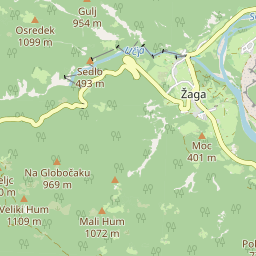 Gulj
954 m
Osredek
1099 m
Učja
Sedlo
493 m
Žaga
Moc
401 m
Na Globočaku
969 m
Veliki Hum
1109 m
Mali Hum
1072 m